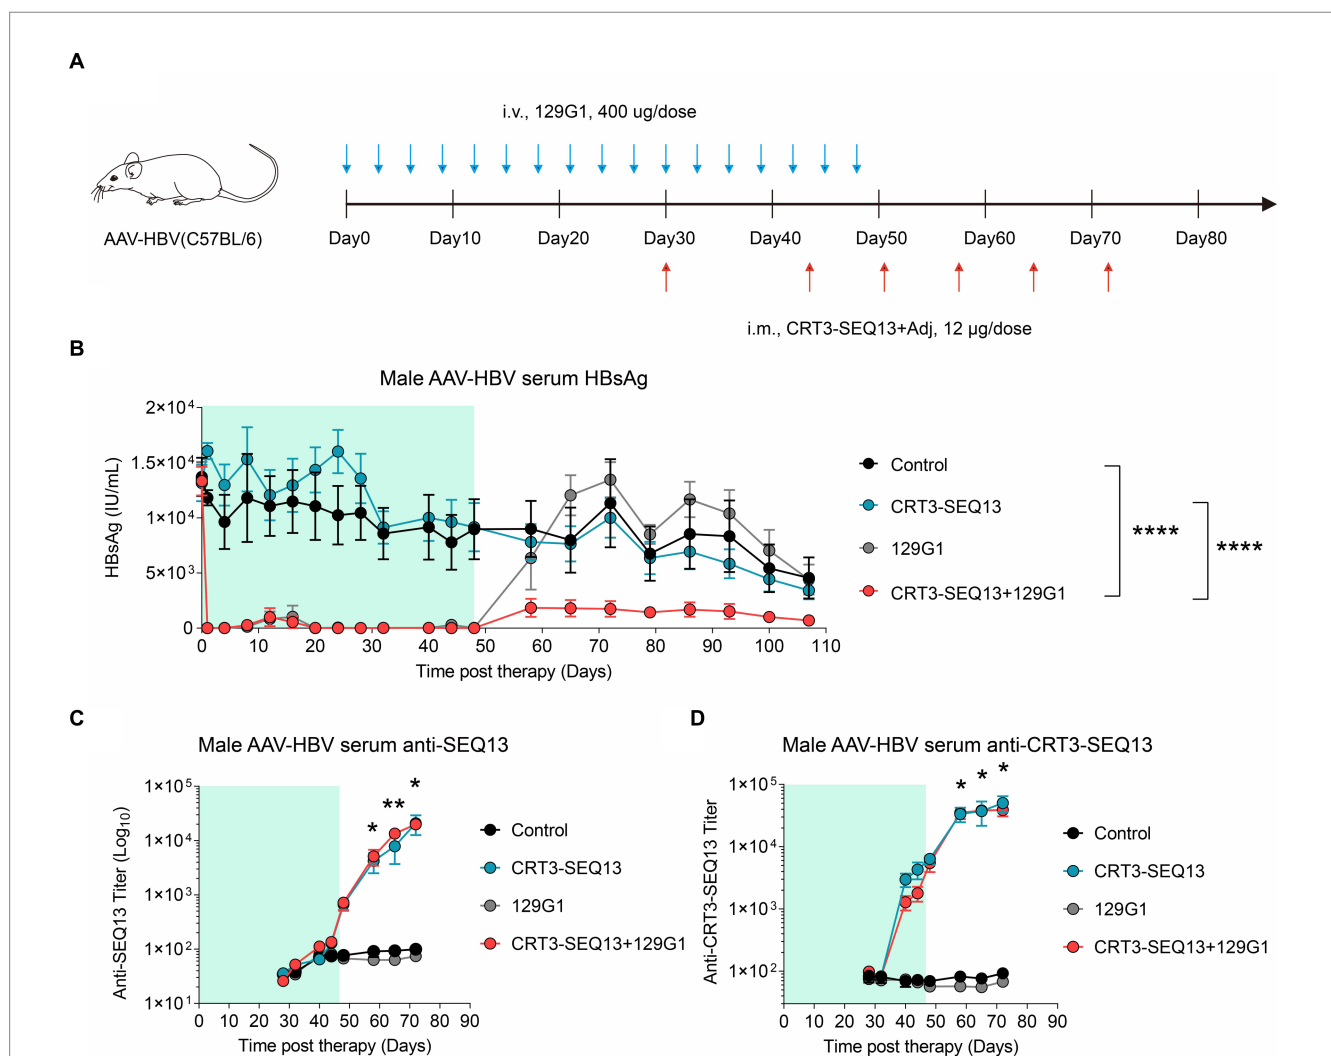 A
i.v., 129G1, 400 ug/dose
AAV-HBV(C57BL/6)
Day0 Day10 Day20 Day30 Day40 Day50 Day60 Day70 Day80
i.m., CRT3-SEQ13+Adj, 12 µg/dose
B
Male AAV-HBV serum HBsAg
HBsAg (IU/mL)
2×10⁴
1.5×10⁴
1×10⁴
5×10³
0
0 10 20 30 40 50 60 70 80 90 100 110
Time post therapy (Days)
Control
CRT3-SEQ13
129G1
CRT3-SEQ13+129G1
****
****
C
Male AAV-HBV serum anti-SEQ13
Anti-SEQ13 Titer (Log₁₀)
1×10⁵
1×10⁴
1×10³
1×10²
1×10¹
* ** *
0 10 20 30 40 50 60 70 80 90
Time post therapy (Days)
Control
CRT3-SEQ13
129G1
CRT3-SEQ13+129G1
D
Male AAV-HBV serum anti-CRT3-SEQ13
Anti-CRT3-SEQ13 Titer
1×10⁵
1×10⁴
1×10³
1×10²
* * *
0 10 20 30 40 50 60 70 80 90
Time post therapy (Days)
Control
CRT3-SEQ13
129G1
CRT3-SEQ13+129G1